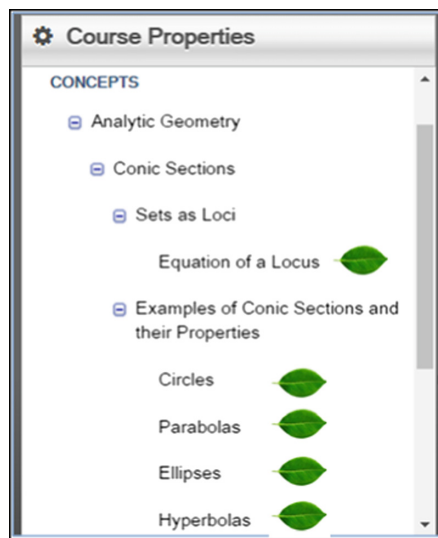 Course Properties
CONCEPTS
Analytic Geometry
Conic Sections
Sets as Loci
Equation of a Locus
Examples of Conic Sections and
their Properties
Circles
Parabolas
Ellipses
Hyperbolas